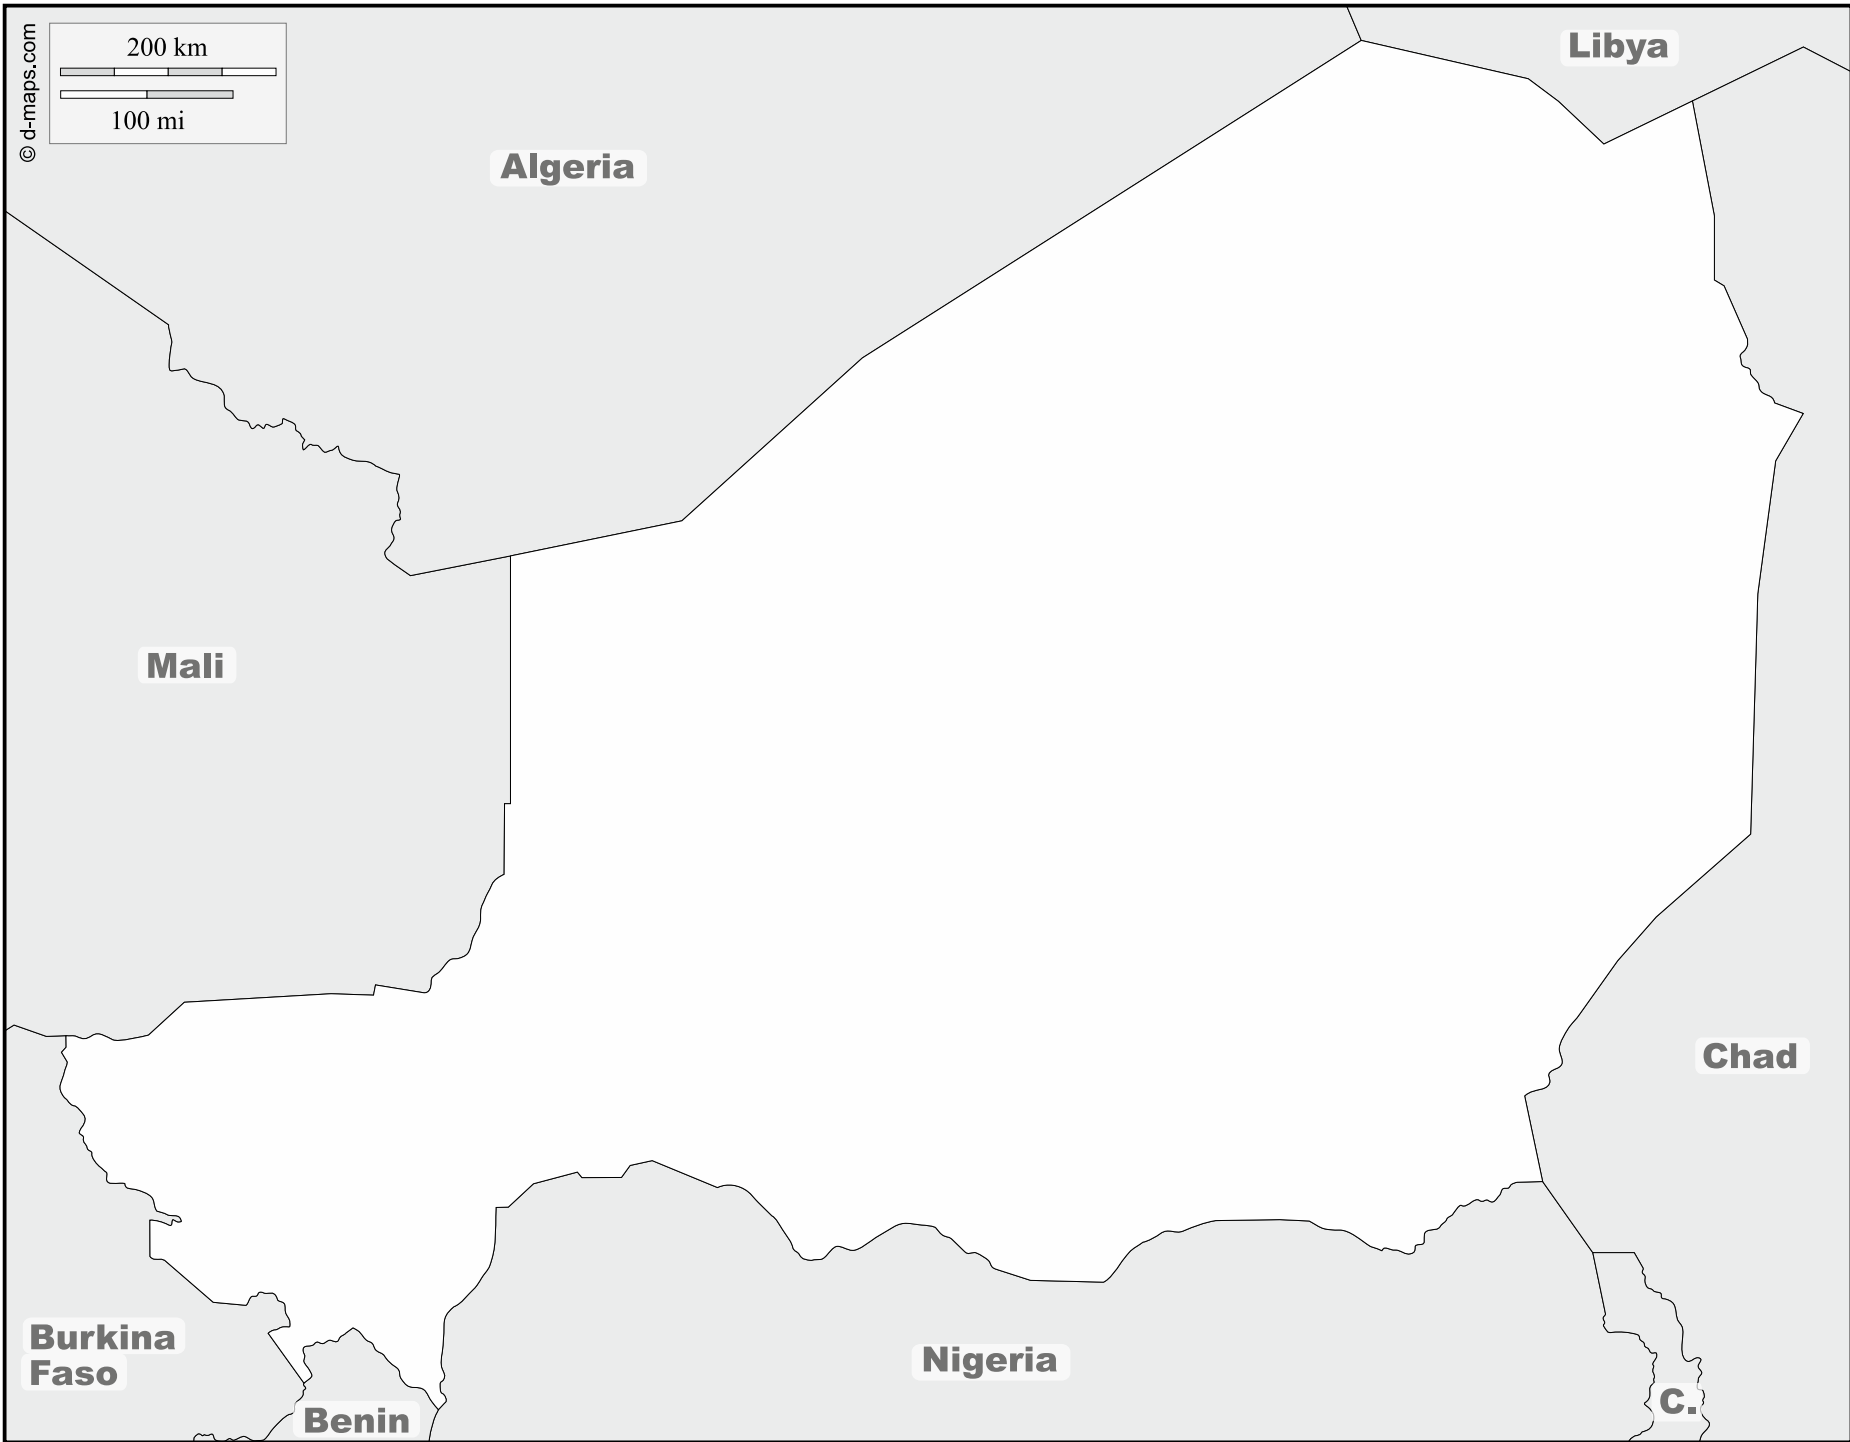 © d-maps.com
200 km
100 mi
Libya
Algeria
Mali
Chad
Burkina
Faso
Nigeria
Benin
C.